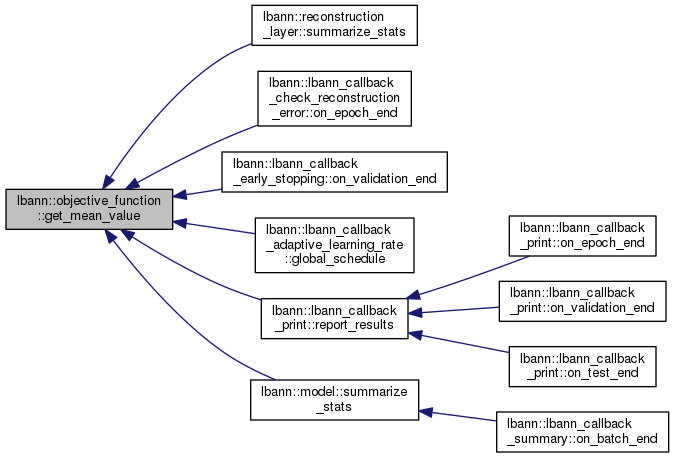 lbann::reconstruction
_layer::summarize_stats
lbann::lbann_callback
_check_reconstruction
_error::on_epoch_end
lbann::lbann_callback
_early_stopping::on_validation_end
lbann::objective_function
::get_mean_value
lbann::lbann_callback
_adaptive_learning_rate
::global_schedule
lbann::lbann_callback
_print::on_epoch_end
lbann::lbann_callback
_print::report_results
lbann::lbann_callback
_print::on_validation_end
lbann::lbann_callback
_print::on_test_end
lbann::model::summarize
_stats
lbann::lbann_callback
_summary::on_batch_end